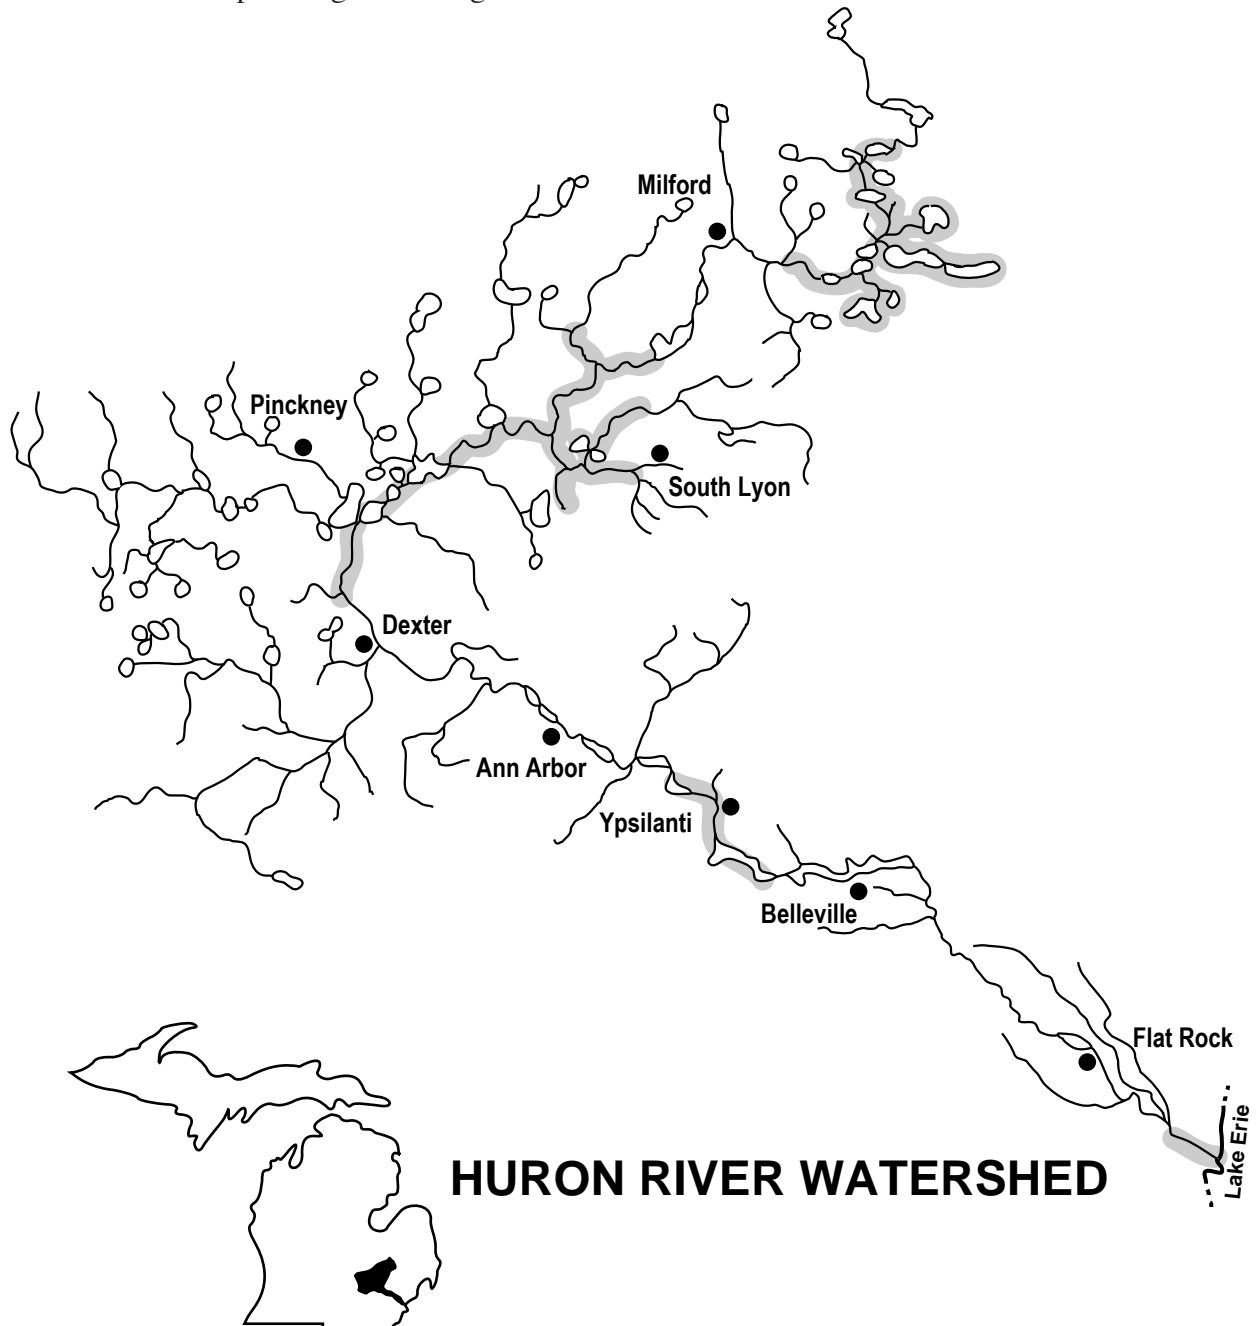 Milford
Pinckney
South Lyon
Dexter
Ann Arbor
Ypsilanti
Belleville
Flat Rock
Lake Erie
HURON RIVER WATERSHED